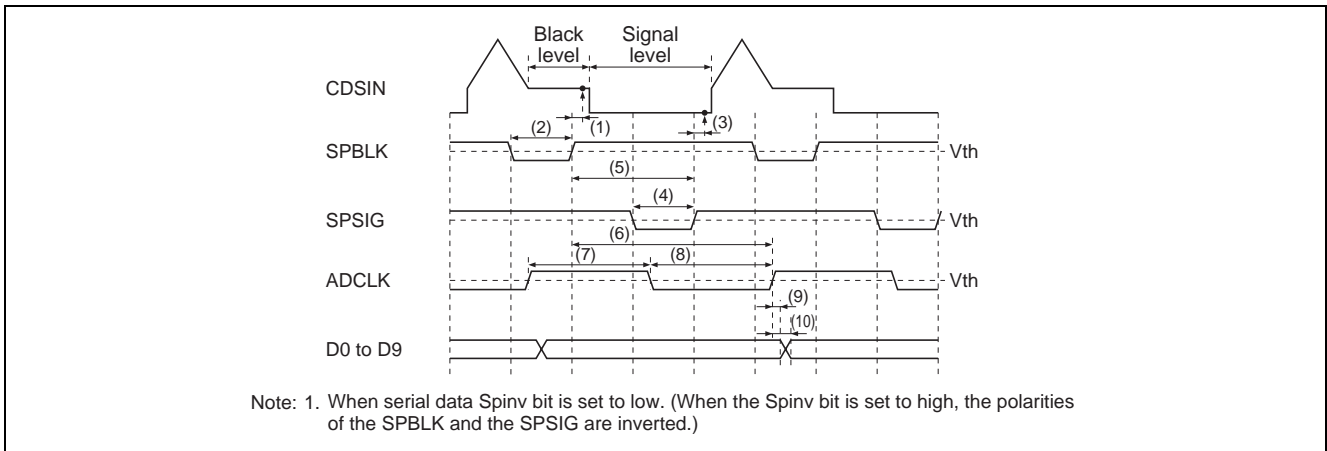 Black level
Signal level
CDSIN
(1)
(3)
(2)
SPBLK
Vth
(5)
(4)
SPSIG
Vth
(6)
(7)
(8)
ADCLK
Vth
(9)
(10)
D0 to D9
Note: 1. When serial data Spinv bit is set to low. (When the Spinv bit is set to high, the polarities
of the SPBLK and the SPSIG are inverted.)